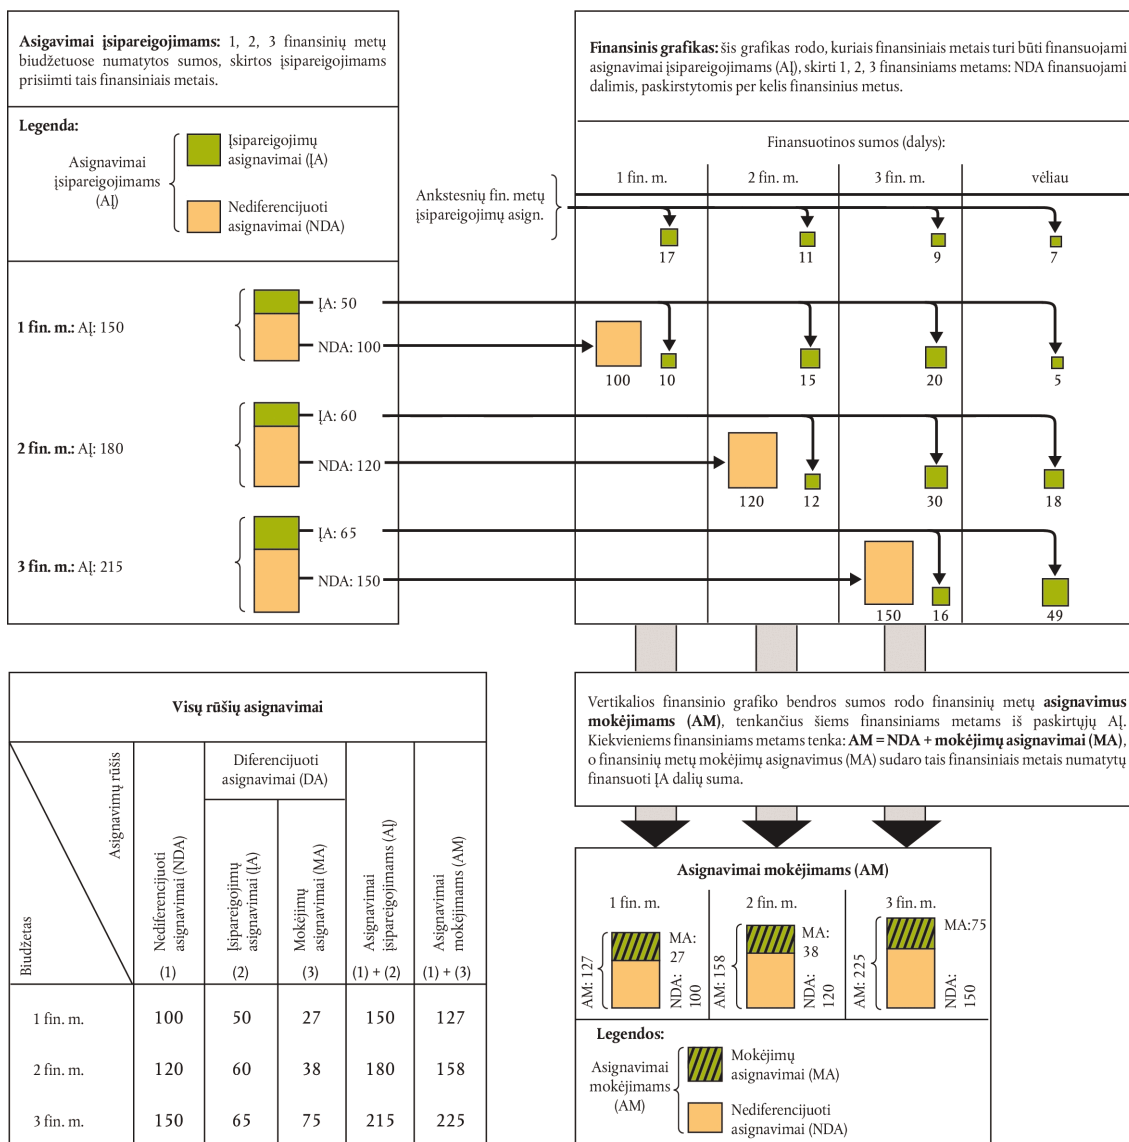 Asigavimai įsipareigojimams: 1, 2, 3 finansinių metų
biudžetuose numatytos sumos, skirtos įsipareigojimams
prisiimti tais finansiniais metais.
Legenda:
Asignavimai
įsipareigojimams
(AĮ)
Įsipareigojimų
asignavimai (ĮA)
Nediferencijuoti
asignavimai (NDA)
Finansinis grafikas: šis grafikas rodo, kuriais finansiniais metais turi būti finansuojami
asignavimai įsipareigojimams (AĮ), skirti 1, 2, 3 finansiniams metams: NDA finansuojami
dalimis, paskirstytomis per kelis finansinius metus.
Finansuotinos sumos (dalys):
1 fin. m. 2 fin. m. 3 fin. m. vėliau
Ankstesnių fin. metų
įsipareigojimų asign.
17 11 9 7
1 fin. m.: AĮ: 150
ĮA: 50
NDA: 100
100 10 15 20 5
2 fin. m.: AĮ: 180
ĮA: 60
NDA: 120
120 12 30 18
3 fin. m.: AĮ: 215
ĮA: 65
NDA: 150
150 16 49
Vertikalios finansinio grafiko bendros sumos rodo finansinių metų asignavimus
mokėjimams (AM), tenkančius šiems finansiniams metams iš paskirtųjų AĮ.
Kiekvieniems finansiniams metams tenka: AM = NDA + mokėjimų asignavimai (MA),
o finansinių metų mokėjimų asignavimus (MA) sudaro tais finansiniais metais numatytų
finansuoti ĮA dalių suma.
Visų rūšių asignavimai
Asignavimų rūšis
Biudžetas
Diferencijuoti
asignavimai (DA)
Nediferencijuoti
asignavimai (NDA)
(1)
Įsipareigojimų
asignavimai (ĮA)
(2)
Mokėjimų
asignavimai (MA)
(3)
Asignavimai
įsipareigojimams (AĮ)
(1) + (2)
Asignavimai
mokėjimams (AM)
(1) + (3)
1 fin. m. 100 50 27 150 127
2 fin. m. 120 60 38 180 158
3 fin. m. 150 65 75 215 225
Asignavimai mokėjimams (AM)
1 fin. m. 2 fin. m. 3 fin. m.
AM: 127
MA:
27
NDA:
100
AM: 158
MA:
38
NDA:
120
AM: 225
MA:75
NDA:
150
Legendos:
Asignavimai
mokėjimams
(AM)
Mokėjimų
asignavimai (MA)
Nediferencijuoti
asignavimai (NDA)